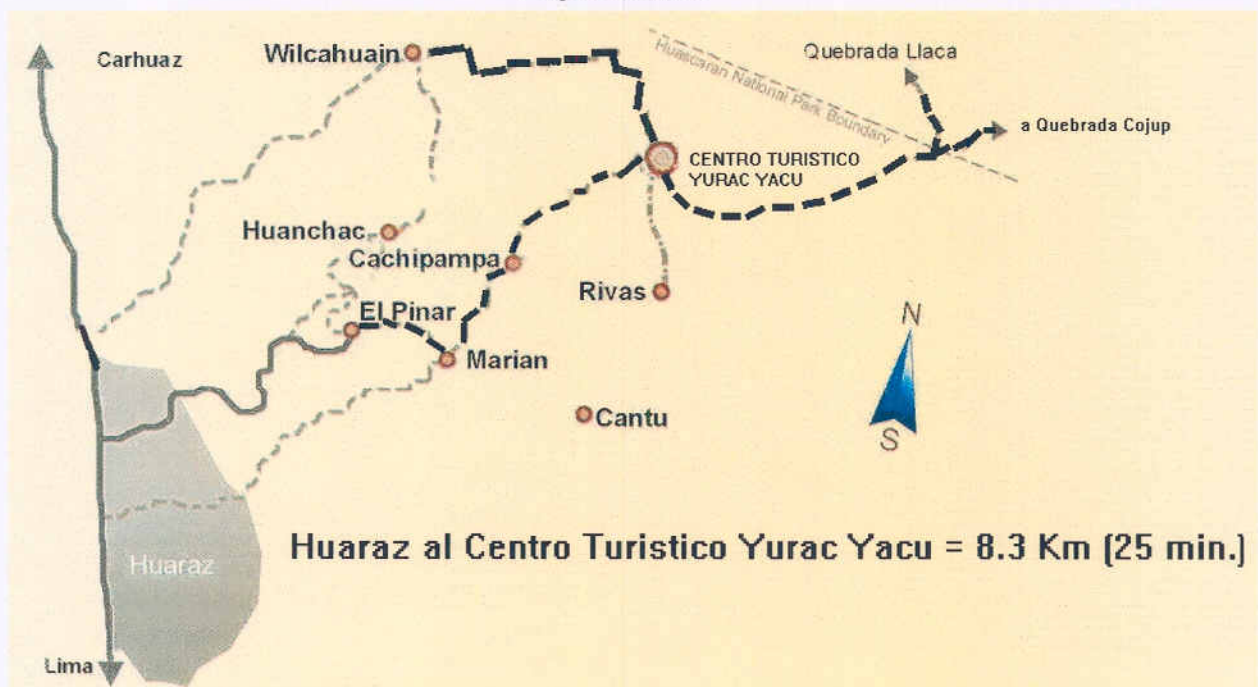 Carhuaz
Wilcahuain
Huascaran National Park Boundary
Quebrada Llaca
a Quebrada Cojup
CENTRO TURISTICO
YURAC YACU
Huanchac
Cachipampa
Rivas
El Pinar
Marian
N
S
Cantu
Huaraz al Centro Turistico Yurac Yacu = 8.3 Km (25 min.)
Huaraz
Lima